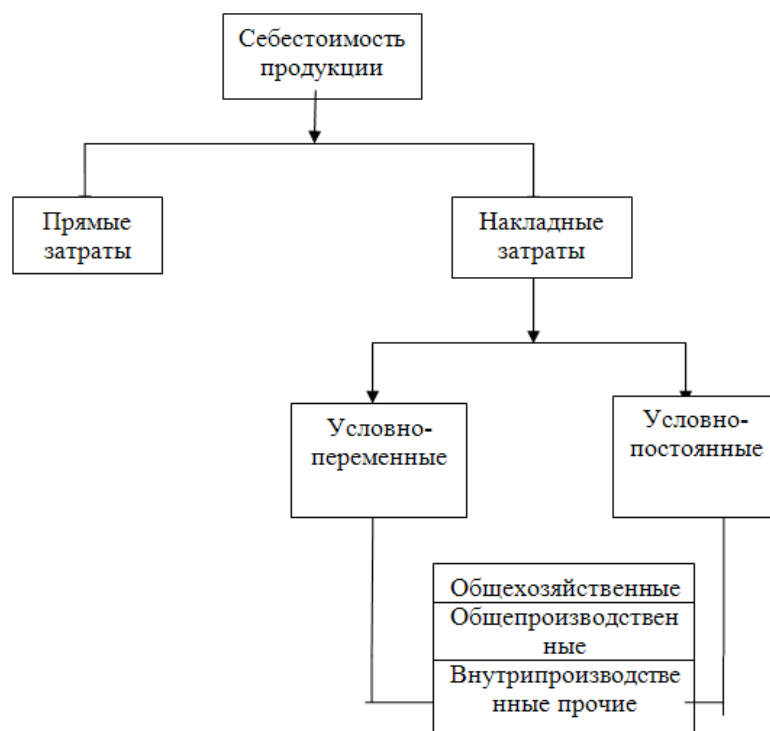 Себестоимость
продукции
Прямые
затраты
Накладные
затраты
Условно-
переменные
Условно-
постоянные
Общехозяйственные
Общепроизводствен
ные
Внутрипроизводстве
нные прочие